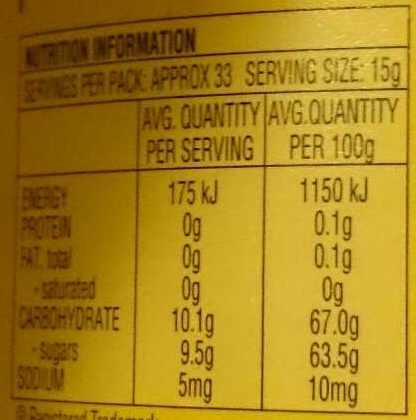 NUTRITION INFORMATION
SERVINGS PER PACK: APPROX 33 SERVING SIZE: 15g
AVG. QUANTITY PER SERVING AVG. QUANTITY PER 100g
ENERGY 175 kJ 1150 kJ
PROTEIN 0g 0.1g
FAT, total 0g 0.1g
- saturated 0g 0g
CARBOHYDRATE 10.1g 67.0g
- sugars 9.5g 63.5g
SODIUM 5mg 10mg
® Registered Trademark